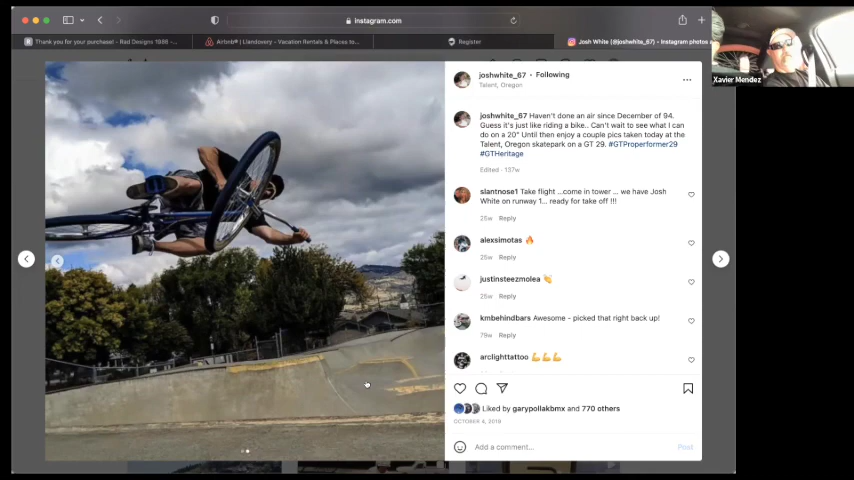 instagram.com
Thank you for your purchase! - Rad Designs 1986 -...
Airbnb® | Llandovery - Vacation Rentals & Places to...
Register
Josh White (@joshwhite_67) • Instagram photos a
Xavier Mendez
joshwhite_67 • Following
Talent, Oregon
joshwhite_67 Haven't done an air since December of 94.
Guess it's just like riding a bike.. Can't wait to see what I can
do on a 20" Until then enjoy a couple pics taken today at the
Talent, Oregon skatepark on a GT 29. #GTProperformer29
#GTHeritage
Edited · 137w
slantnose1 Take flight ...come in tower ... we have Josh
White on runway 1... ready for take off !!!
25w Reply
alexsimotas 🔥
25w Reply
justinsteezmolea 👏
25w Reply
kmbehindbars Awesome - picked that right back up!
79w Reply
arclighttattoo 💪💪💪
Liked by garypollakbmx and 770 others
OCTOBER 4, 2019
Add a comment...
Post